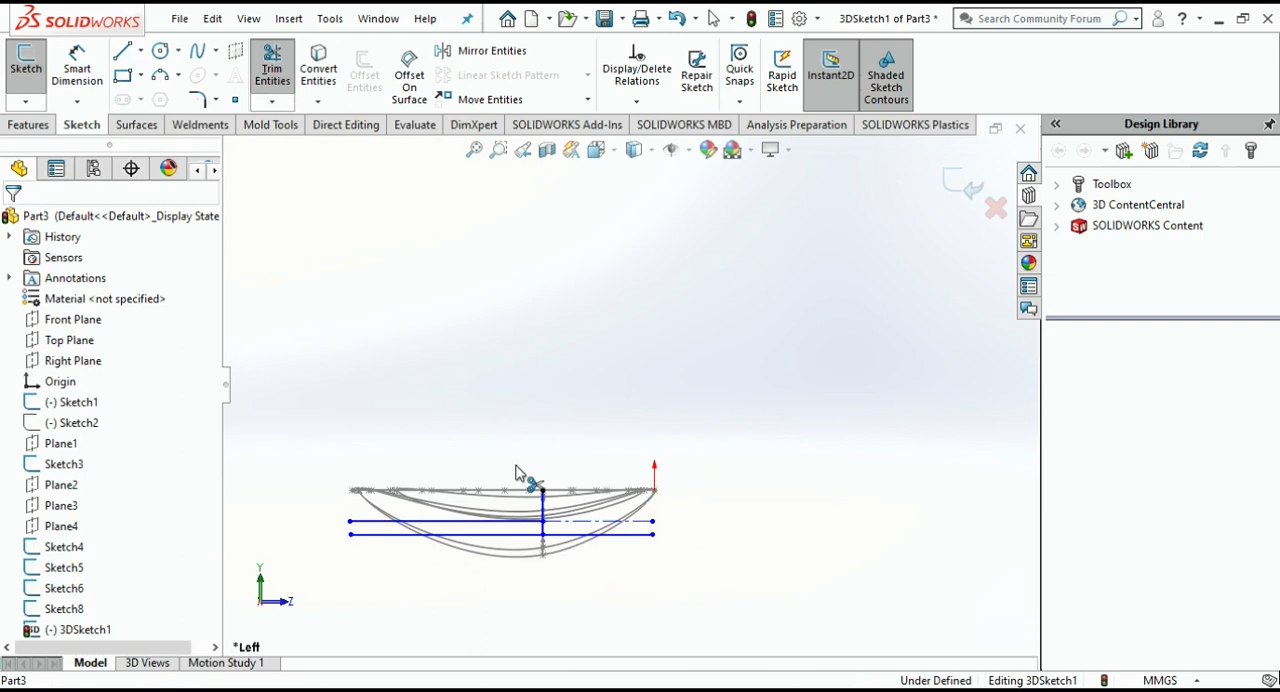 3DS SOLIDWORKS File Edit View Insert Tools Window Help 3DSketch1 of Part3 * Search Community Forum ?
Sketch Smart Dimension Trim Entities Convert Entities Offset Entities Offset On Surface Mirror Entities Linear Sketch Pattern Move Entities Display/Delete Relations Repair Sketch Quick Snaps Rapid Sketch Instant2D Shaded Sketch Contours
Features Sketch Surfaces Weldments Mold Tools Direct Editing Evaluate DimXpert SOLIDWORKS Add-Ins SOLIDWORKS MBD Analysis Preparation SOLIDWORKS Plastics Design Library
Part3 (Default<<Default>_Display State
History
Sensors
Annotations
Material <not specified>
Front Plane
Top Plane
Right Plane
Origin
(-) Sketch1
(-) Sketch2
Plane1
Sketch3
Plane2
Plane3
Plane4
Sketch4
Sketch5
Sketch6
Sketch8
(-) 3DSketch1
Toolbox
3D ContentCentral
SOLIDWORKS Content
Y
Z
*Left
Model 3D Views Motion Study 1
Part3 Under Defined Editing 3DSketch1 MMGS